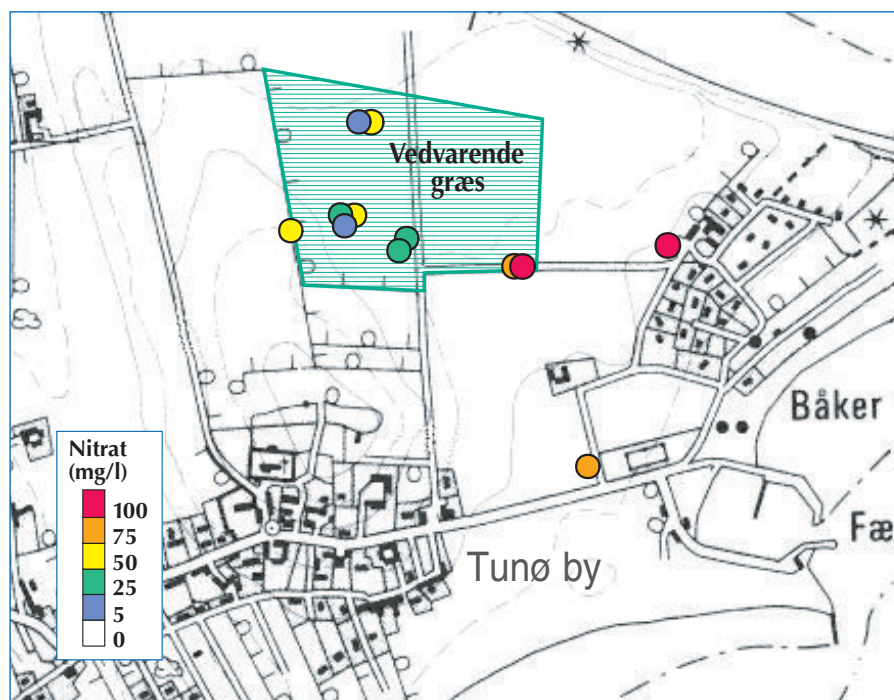 Vedvarende
græs
Båker
Fæ
Nitrat
(mg/l)
100
75
50
25
5
0
Tunø by